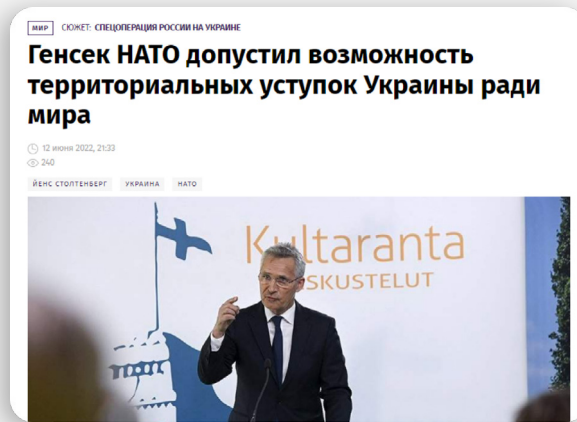 МИР СЮЖЕТ: СПЕЦОПЕРАЦИЯ РОССИИ НА УКРАИНЕ
Генсек НАТО допустил возможность
территориальных уступок Украины ради
мира
12 июня 2022, 21:33
240
ЙЕНС СТОЛТЕНБЕРГ УКРАИНА НАТО
Kultaranta
SKUSTELUT